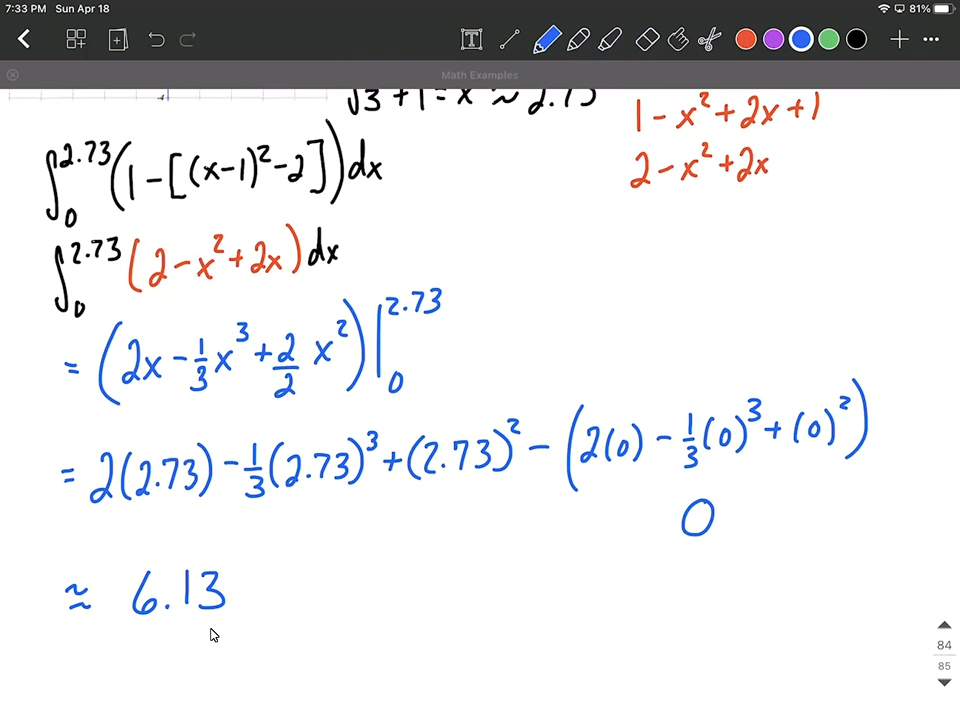 7:33 PM Sun Apr 18
81%
T
Math Examples
√3 + 1 = x ≈ 2.73
1 - x² + 2x + 1
2 - x² + 2x
∫₀^2.73 (1 - [(x-1)² - 2]) dx
∫₀^2.73 (2 - x² + 2x) dx
= (2x - 1/3 x³ + 2/2 x²) |₀^2.73
= 2(2.73) - 1/3 (2.73)³ + (2.73)² - (2(0) - 1/3 (0)³ + (0)²)
0
≈ 6.13
84
85